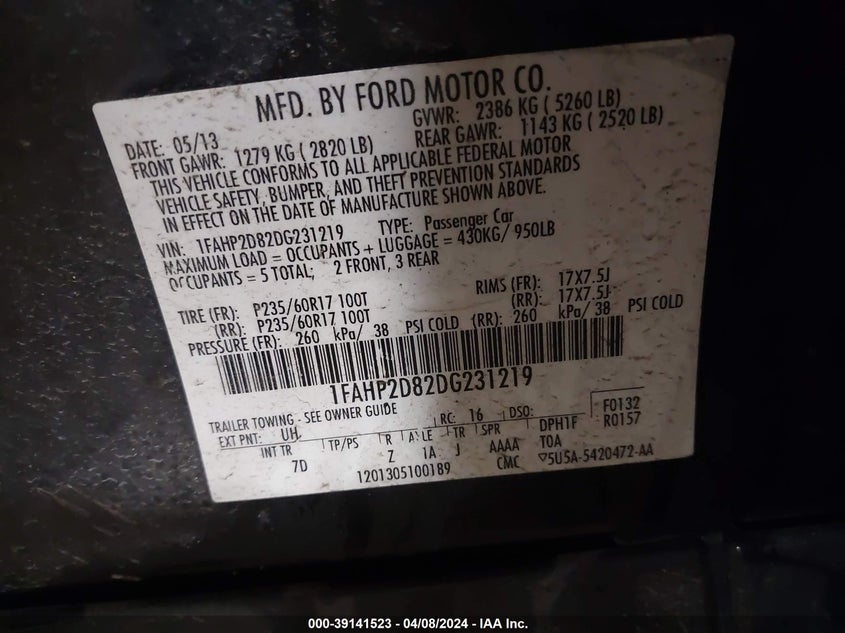 MFD. BY FORD MOTOR CO.
DATE: 05/13 GVWR: 2386 KG ( 5260 LB)
FRONT GAWR: 1279 KG ( 2820 LB) REAR GAWR: 1143 KG ( 2520 LB)
THIS VEHICLE CONFORMS TO ALL APPLICABLE FEDERAL MOTOR
VEHICLE SAFETY, BUMPER, AND THEFT PREVENTION STANDARDS
IN EFFECT ON THE DATE OF MANUFACTURE SHOWN ABOVE.
VIN: 1FAHP2D82DG231219 TYPE: Passenger Car
MAXIMUM LOAD = OCCUPANTS + LUGGAGE = 430KG/ 950LB
OCCUPANTS = 5 TOTAL; 2 FRONT, 3 REAR
TIRE (FR): P235/60R17 100T RIMS (FR): 17X7.5J
(RR): P235/60R17 100T (RR): 17X7.5J
PRESSURE (FR): 260 kPa/ 38 PSI COLD (RR): 260 kPa/ 38 PSI COLD
1FAHP2D82DG231219
TRAILER TOWING - SEE OWNER GUIDE RC: 16 DSO: F0132
EXT PNT: UH DPH1F R0157
INT TR TP/PS R AXLE TR SPR TOA
7D Z 1A J AAAA
1201305100189 CMC ▽5U5A-5420472-AA
000-39141523 - 04/08/2024 - IAA Inc.